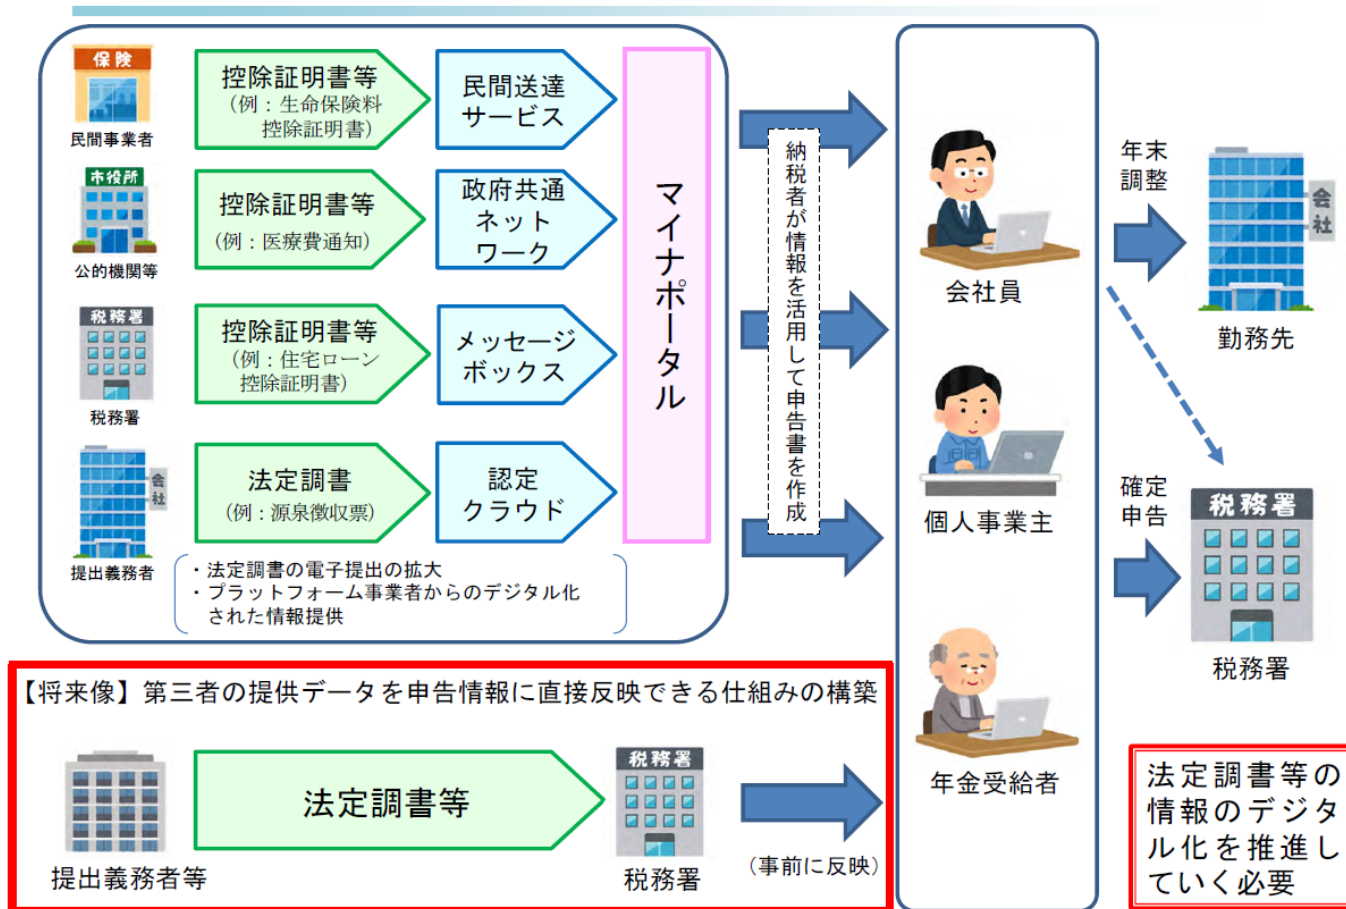 保険
民間事業者
控除証明書等
(例：生命保険料
控除証明書)
民間送達
サービス
市役所
公的機関等
控除証明書等
(例：医療費通知)
政府共通
ネット
ワーク
税務署
税務署
控除証明書等
(例：住宅ローン
控除証明書)
メッセージ
ボックス
会社
提出義務者
法定調書
(例：源泉徴収票)
認定
クラウド
マイナポータル
・法定調書の電子提出の拡大
・プラットフォーム事業者からのデジタル化
された情報提供
納税者が情報を活用して申告書を作成
会社員
個人事業主
年金受給者
年末
調整
会社
勤務先
確定
申告
税務署
税務署
【将来像】第三者の提供データを申告情報に直接反映できる仕組みの構築
提出義務者等
法定調書等
税務署
税務署
(事前に反映)
法定調書等の
情報のデジタ
ル化を推進し
ていく必要